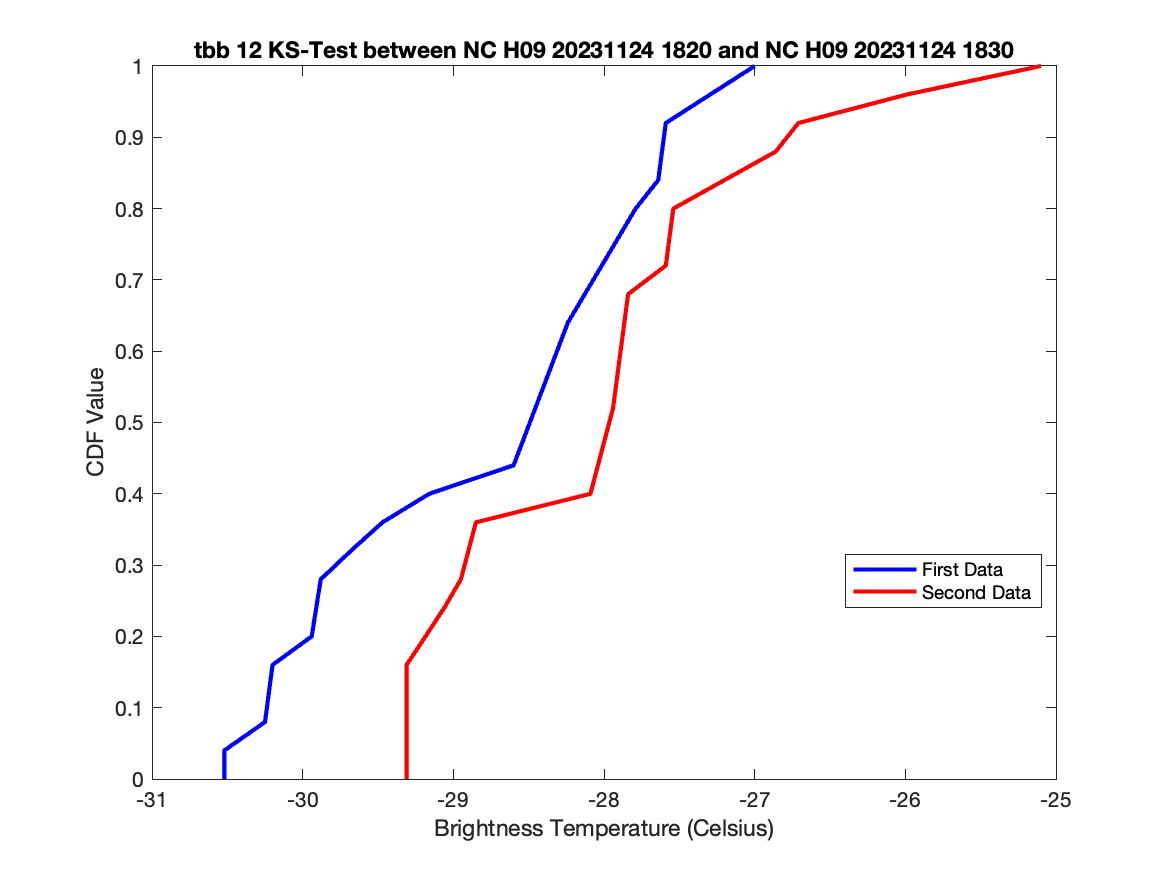 tbb 12 KS-Test between NC H09 20231124 1820 and NC H09 20231124 1830
1
0.9
0.8
0.7
0.6
0.5
0.4
0.3
0.2
0.1
0
CDF Value
First Data
Second Data
-31 -30 -29 -28 -27 -26 -25
Brightness Temperature (Celsius)